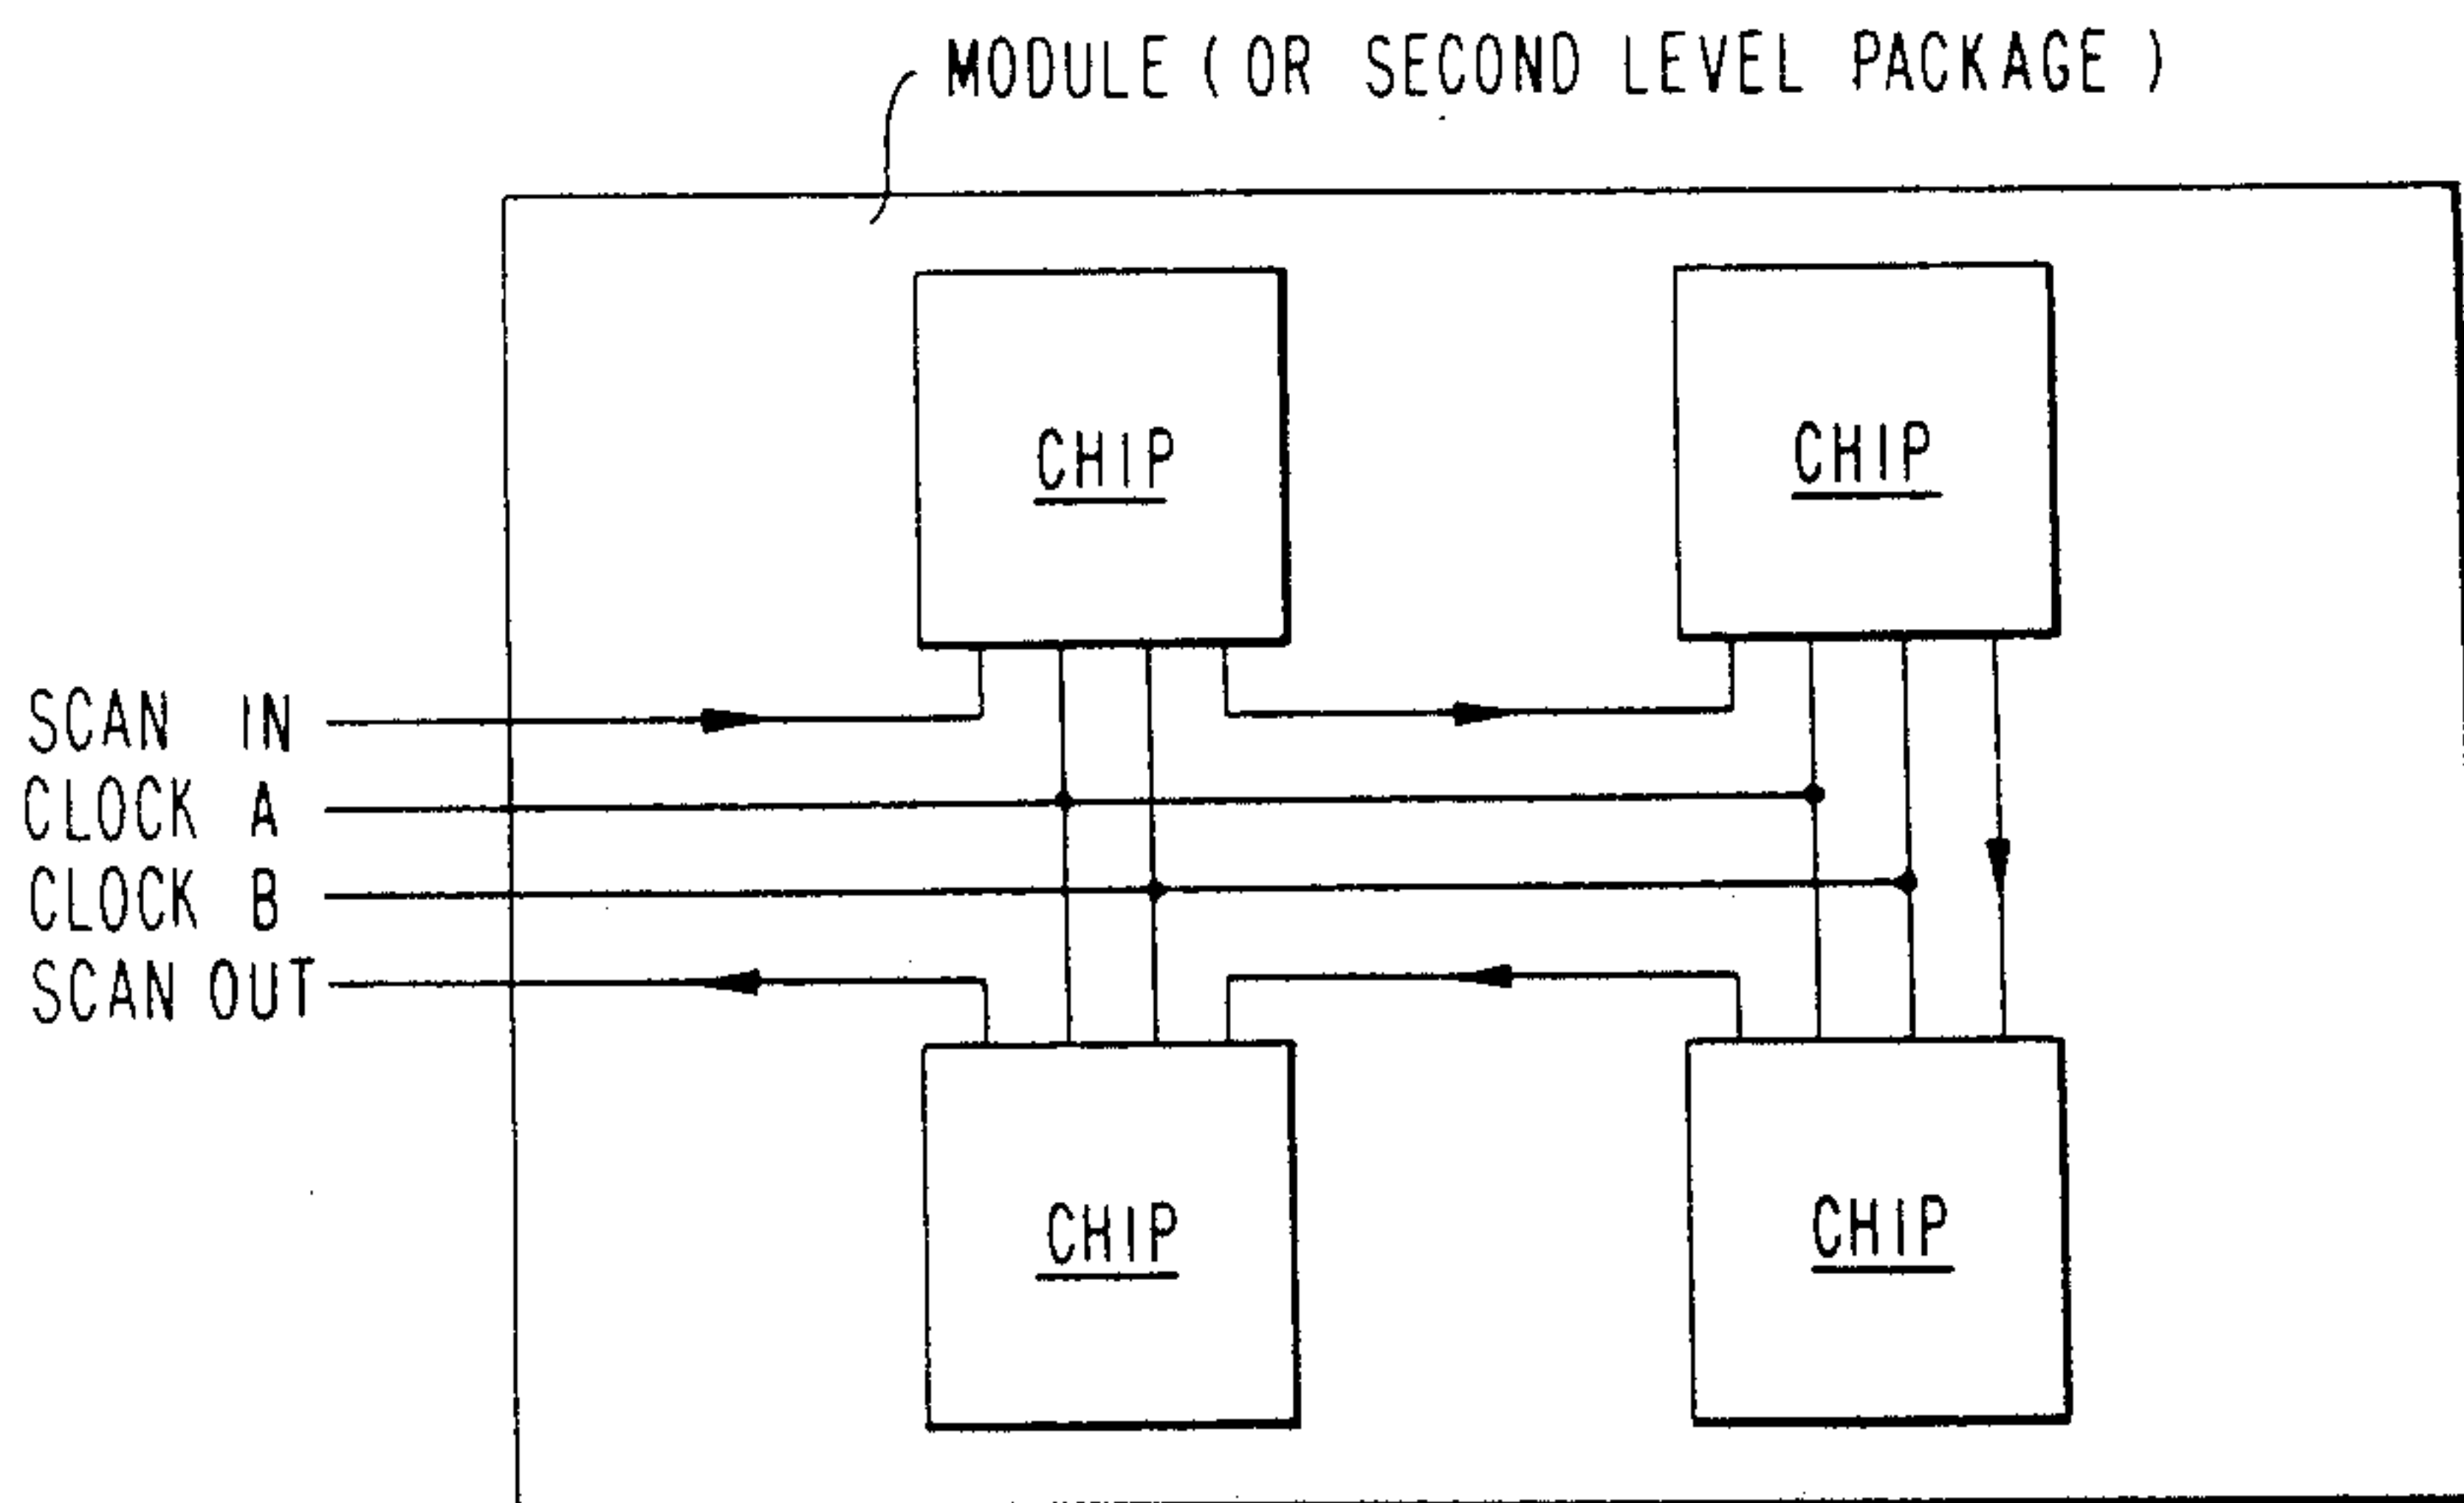 MODULE ( OR SECOND LEVEL PACKAGE )
CHIP
CHIP
SCAN IN
CLOCK A
CLOCK B
SCAN OUT
CHIP
CHIP